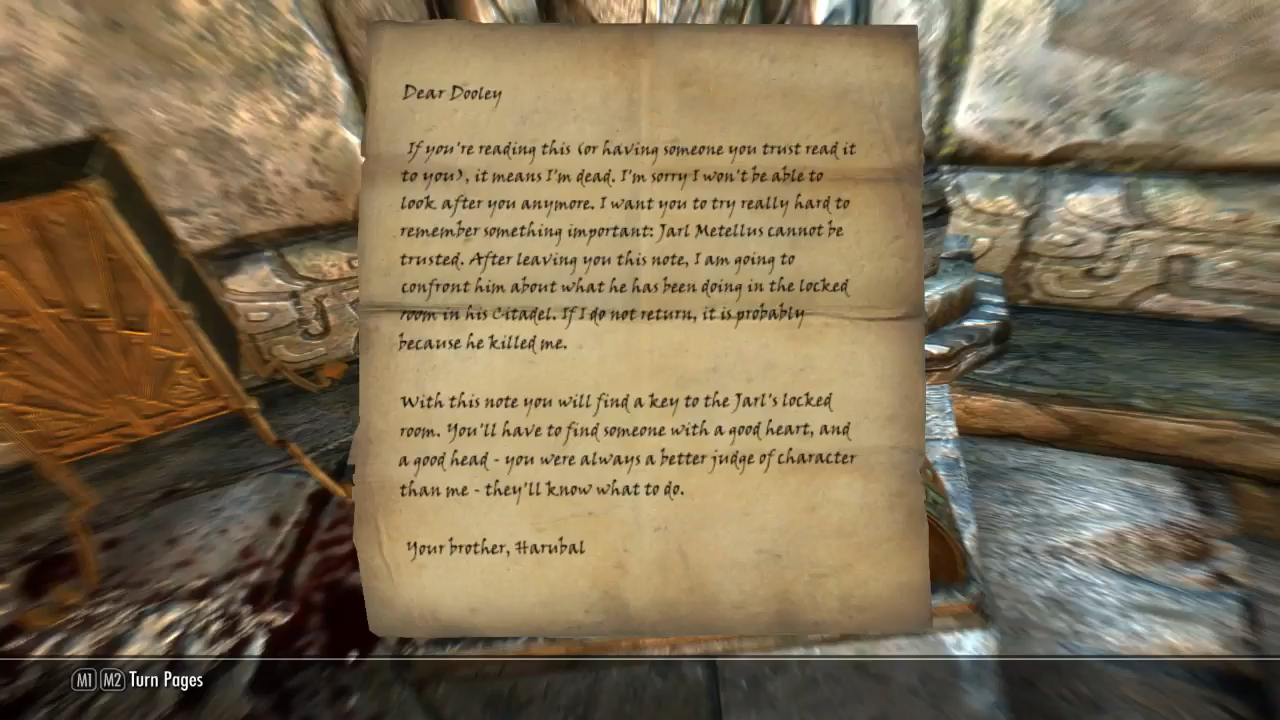 Dear Dooley
If you're reading this (or having someone you trust read it
to you), it means I'm dead. I'm sorry I won't be able to
look after you anymore. I want you to try really hard to
remember something important: Jarl Metellus cannot be
trusted. After leaving you this note, I am going to
confront him about what he has been doing in the locked
room in his Citadel. If I do not return, it is probably
because he killed me.
With this note you will find a key to the Jarl's locked
room. You'll have to find someone with a good heart, and
a good head - you were always a better judge of character
than me - they'll know what to do.
Your brother, Harubal
M1 M2 Turn Pages